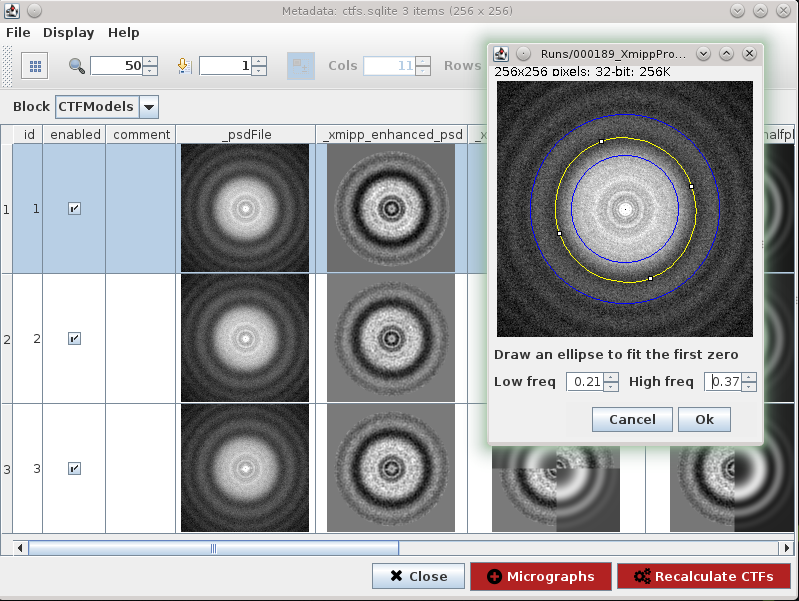 Metadata: ctfs.sqlite 3 items (256 x 256)
File Display Help
50 1 Cols 11 Rows
Block CTFModels
id enabled comment _psdFile _xmipp_enhanced_psd _x
1 1
2 2
3 3
Runs/000189_XmippPro...
256x256 pixels: 32-bit: 256K
Draw an ellipse to fit the first zero
Low freq 0.21 High freq 0.37
Cancel Ok
Close Micrographs Recalculate CTFs